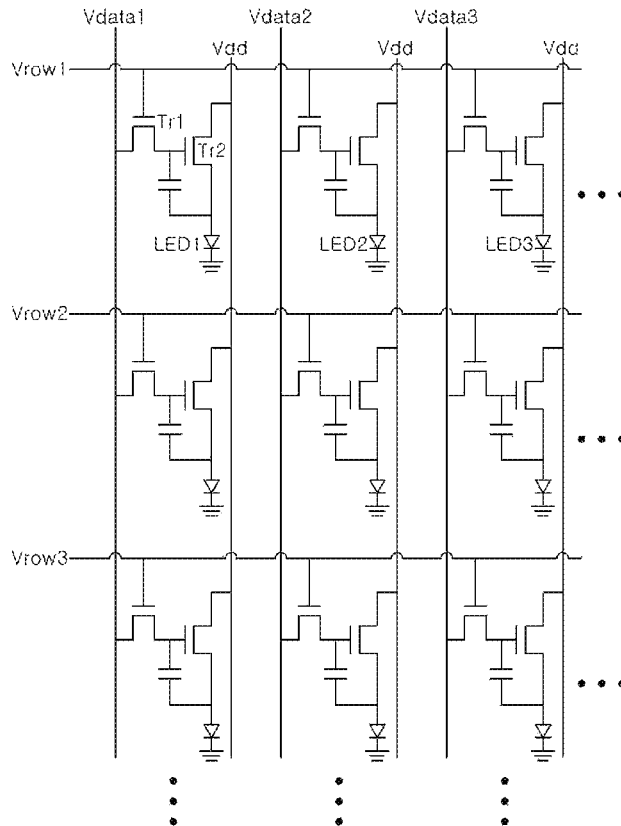 Vdata1 Vdata2 Vdata3
Vdd Vdd Vdd
Vrow1
Tr1
Tr2
LED1 LED2 LED3
Vrow2
Vrow3